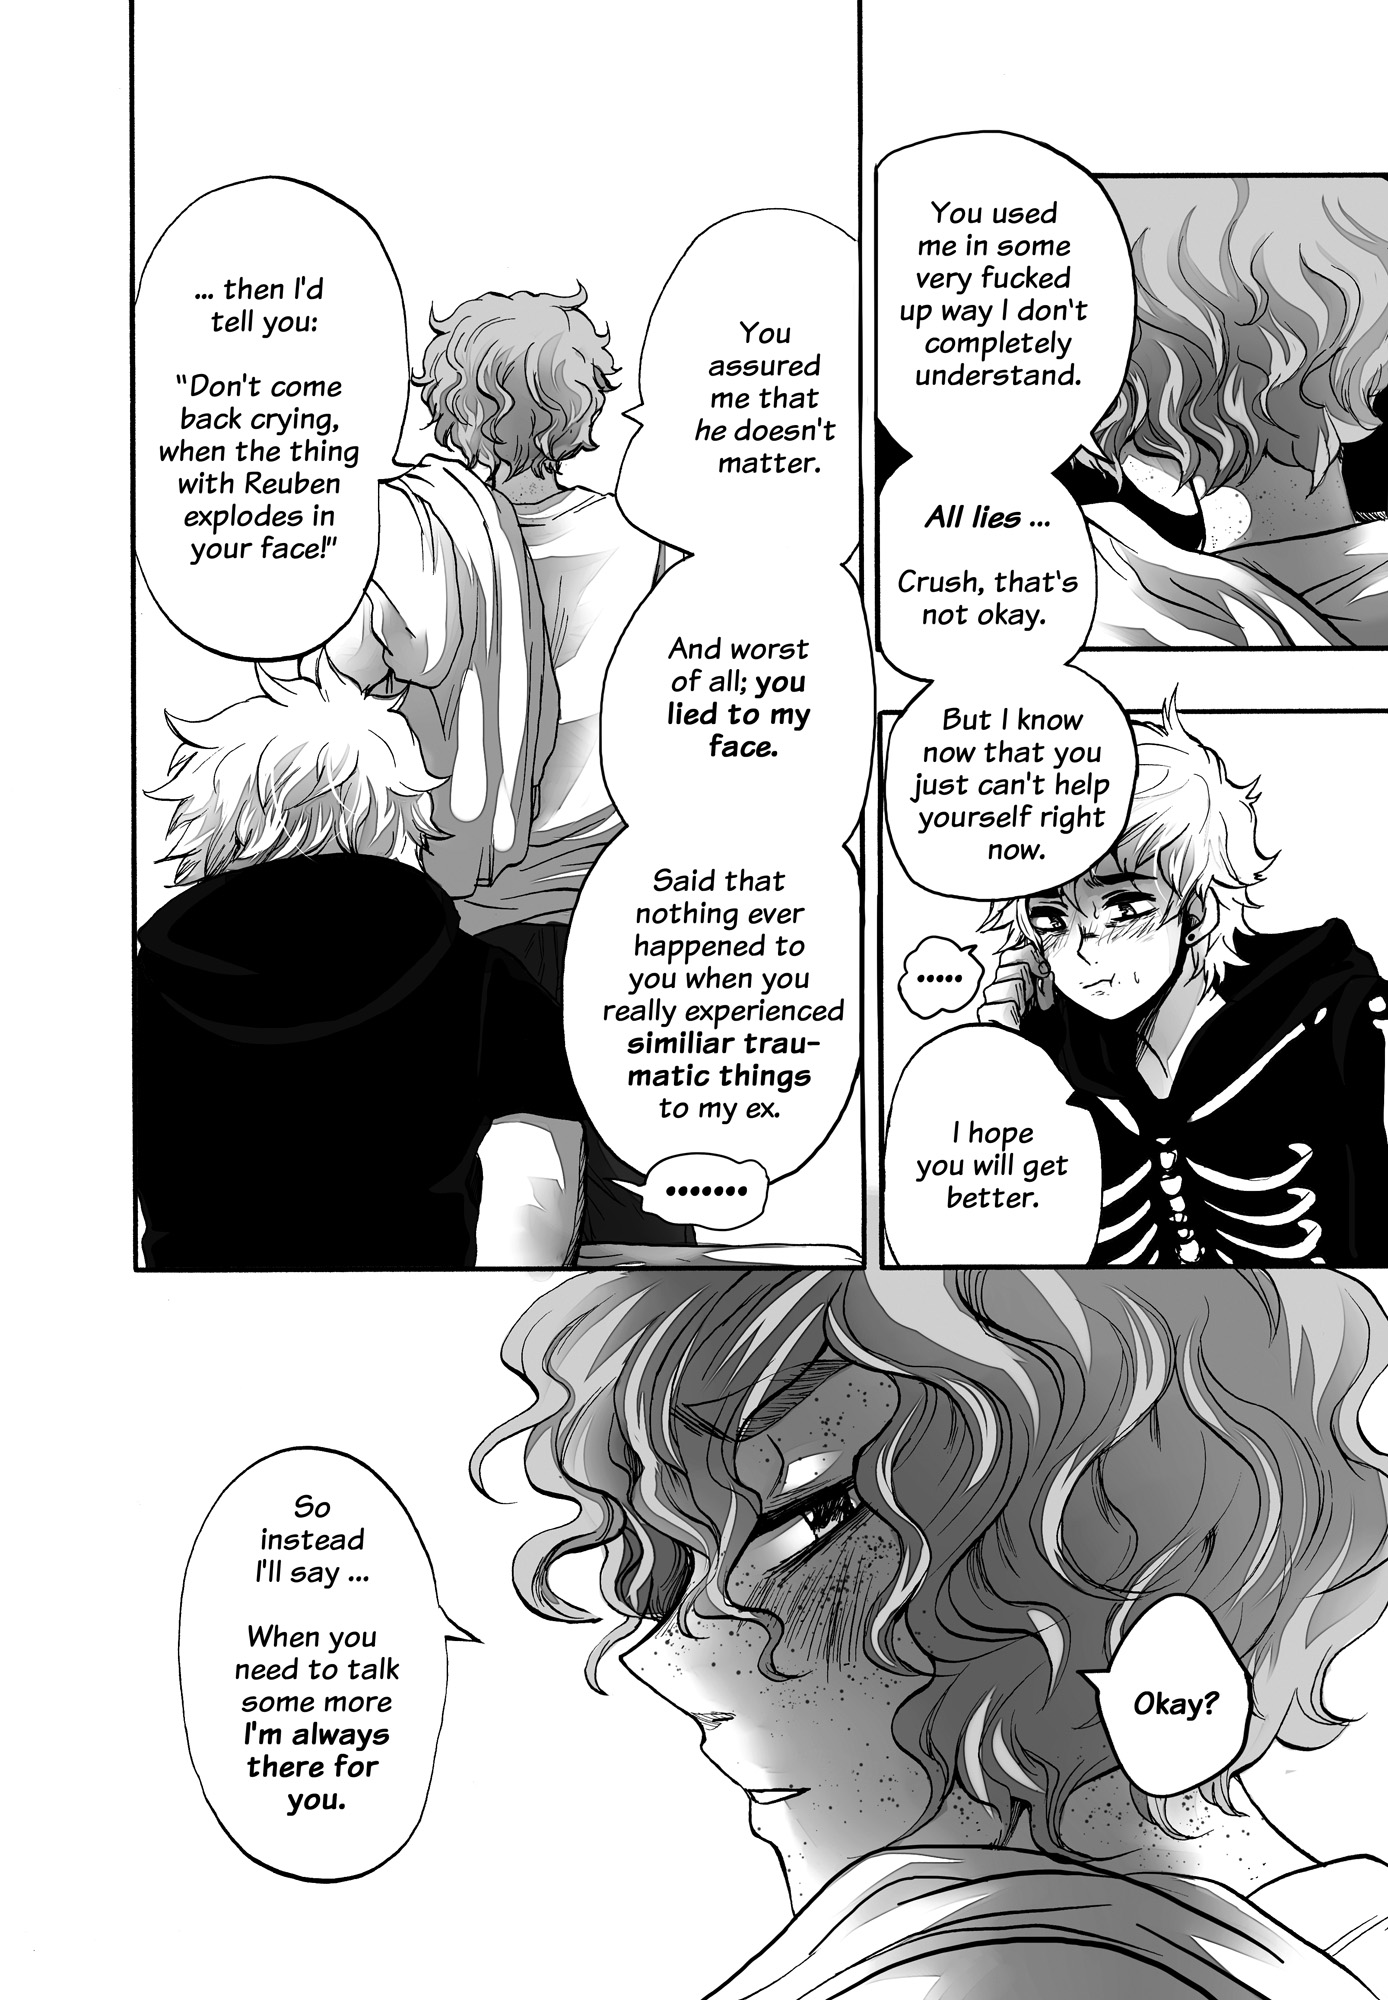 ... then I'd
tell you:
"Don't come
back crying,
when the thing
with Reuben
explodes in
your face!"
You
assured
me that
he doesn't
matter.
And worst
of all; you
lied to my
face.
Said that
nothing ever
happened to
you when you
really experienced
similiar trau-
matic things
to my ex.
.......
You used
me in some
very fucked
up way I don't
completely
understand.
All lies ...
Crush, that's
not okay.
But I know
now that you
just can't help
yourself right
now.
.....
I hope
you will get
better.
So
instead
I'll say ...
When you
need to talk
some more
I'm always
there for
you.
Okay?